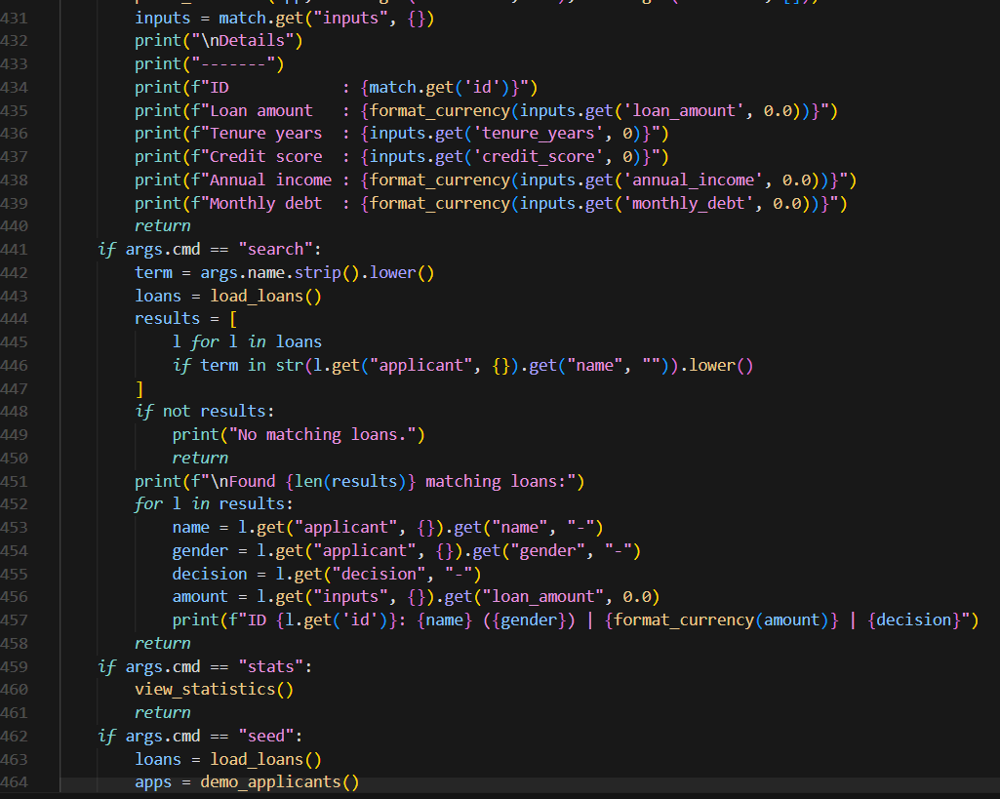 431 inputs = match.get("inputs", {})
432 print("\nDetails")
433 print("-------")
434 print(f"ID            : {match.get('id')}")
435 print(f"Loan amount   : {format_currency(inputs.get('loan_amount', 0.0))}")
436 print(f"Tenure years  : {inputs.get('tenure_years', 0)}")
437 print(f"Credit score  : {inputs.get('credit_score', 0)}")
438 print(f"Annual income : {format_currency(inputs.get('annual_income', 0.0))}")
439 print(f"Monthly debt  : {format_currency(inputs.get('monthly_debt', 0.0))}")
440 return
441 if args.cmd == "search":
442 term = args.name.strip().lower()
443 loans = load_loans()
444 results = [
445 l for l in loans
446 if term in str(l.get("applicant", {}).get("name", "")).lower()
447 ]
448 if not results:
449 print("No matching loans.")
450 return
451 print(f"\nFound {len(results)} matching loans:")
452 for l in results:
453 name = l.get("applicant", {}).get("name", "-")
454 gender = l.get("applicant", {}).get("gender", "-")
455 decision = l.get("decision", "-")
456 amount = l.get("inputs", {}).get("loan_amount", 0.0)
457 print(f"ID {l.get('id')}: {name} ({gender}) | {format_currency(amount)} | {decision}")
458 return
459 if args.cmd == "stats":
460 view_statistics()
461 return
462 if args.cmd == "seed":
463 loans = load_loans()
464 apps = demo_applicants()